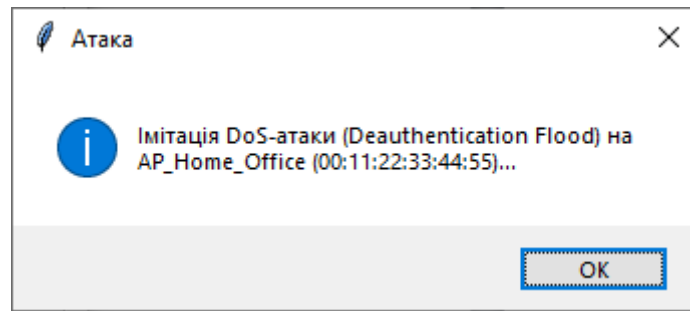 Атака
Імітація DoS-атаки (Deauthentication Flood) на
AP_Home_Office (00:11:22:33:44:55)...
OK